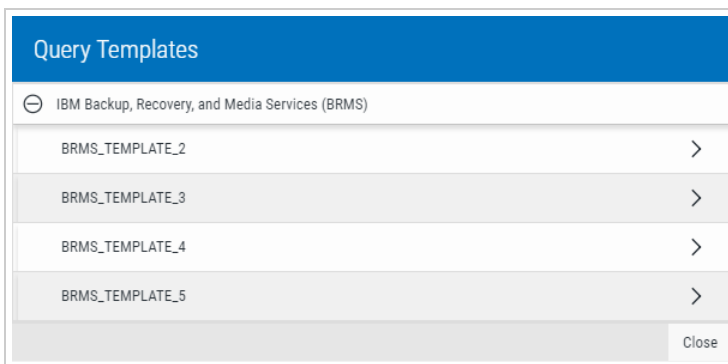 Query Templates
IBM Backup, Recovery, and Media Services (BRMS)
BRMS_TEMPLATE_2
BRMS_TEMPLATE_3
BRMS_TEMPLATE_4
BRMS_TEMPLATE_5
Close